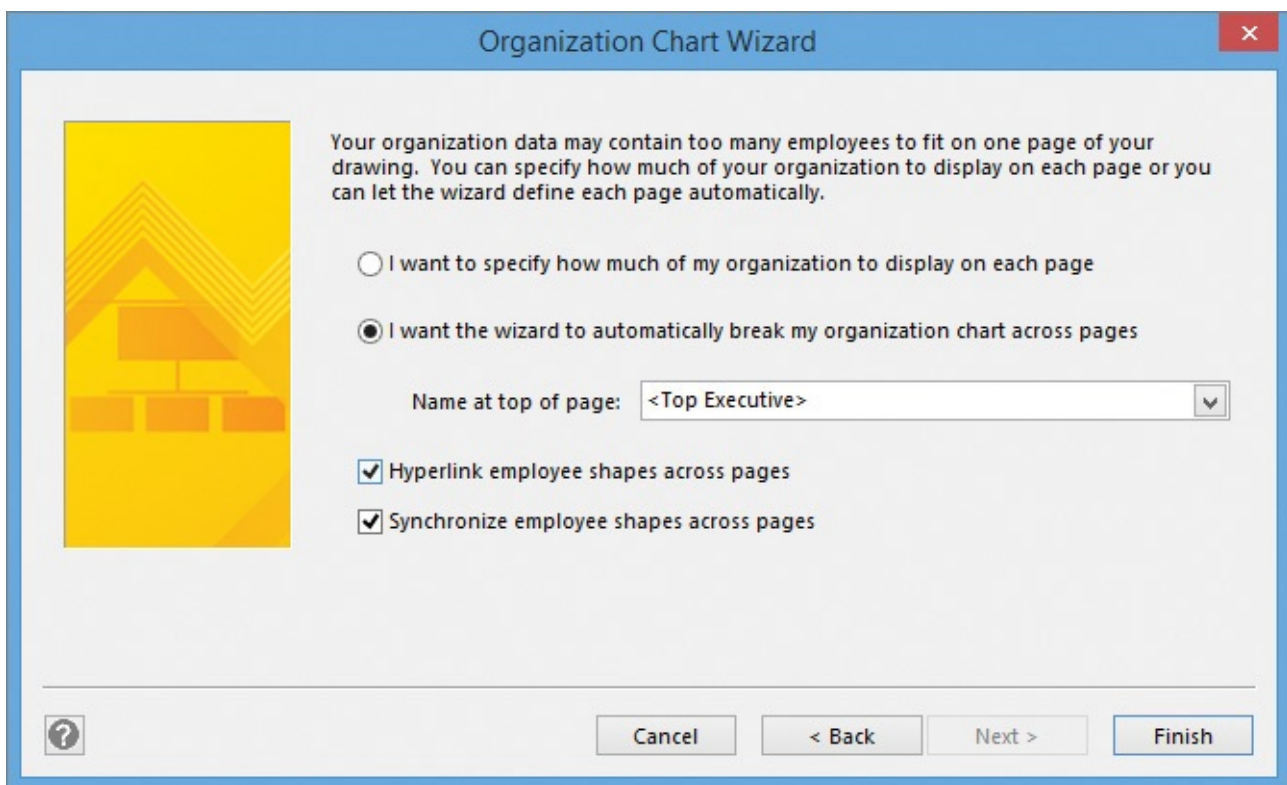 Organization Chart Wizard
Your organization data may contain too many employees to fit on one page of your
drawing. You can specify how much of your organization to display on each page or you
can let the wizard define each page automatically.
I want to specify how much of my organization to display on each page
I want the wizard to automatically break my organization chart across pages
Name at top of page: <Top Executive>
Hyperlink employee shapes across pages
Synchronize employee shapes across pages
? Cancel < Back Next > Finish